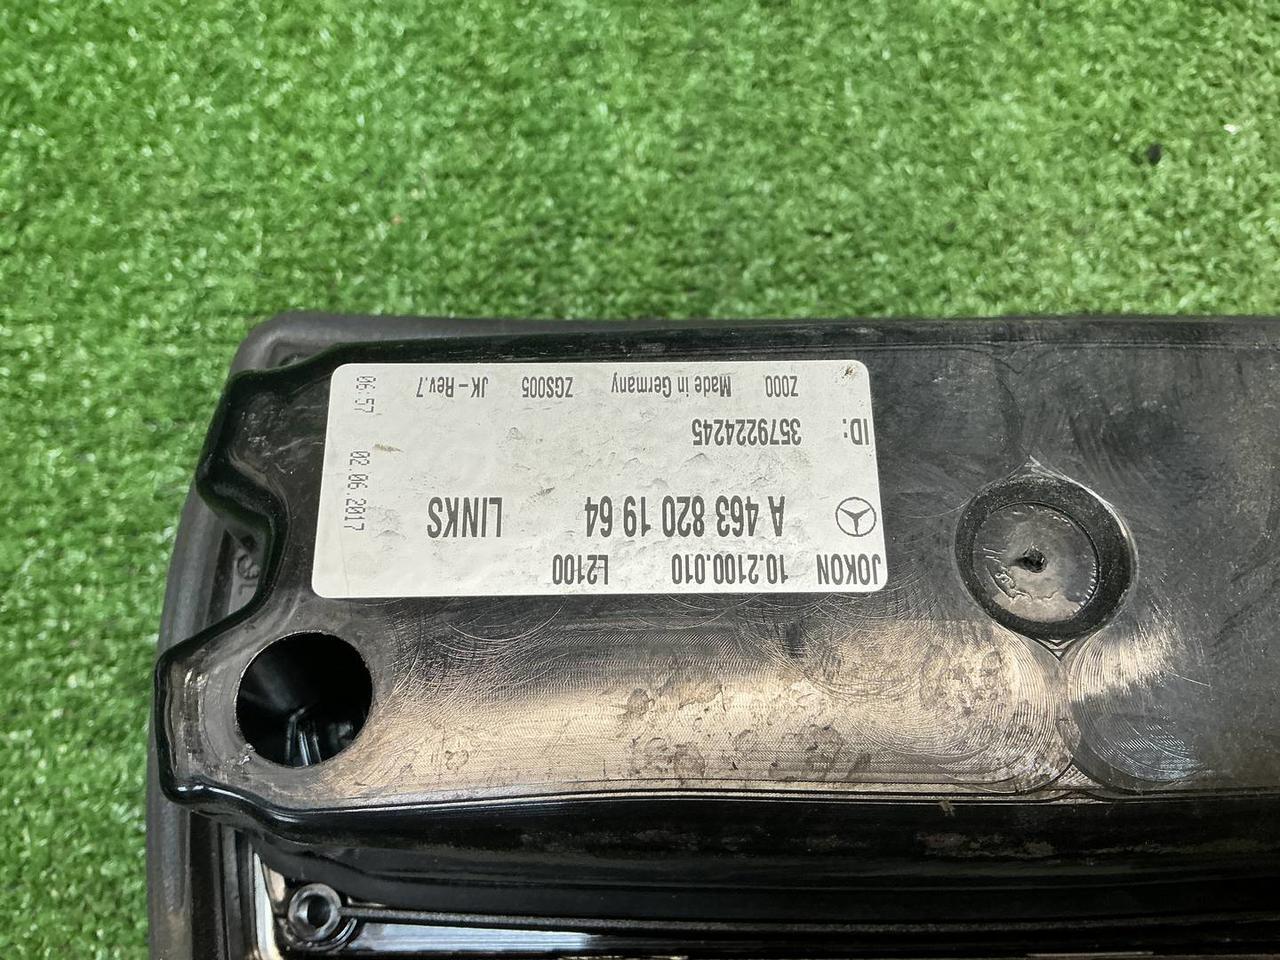 JOKON 10.2100.010 L2100
A 463 820 19 64 LINKS
ID: 3579224245
Z000 Made in Germany ZGS005 JK-Rev.7
02.06.2017 06.57